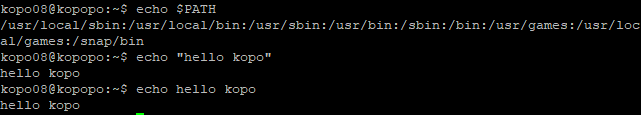 kopo08@kopopo:~$ echo $PATH
/usr/local/sbin:/usr/local/bin:/usr/sbin:/usr/bin:/sbin:/bin:/usr/games:/usr/loc
al/games:/snap/bin
kopo08@kopopo:~$ echo "hello kopo"
hello kopo
kopo08@kopopo:~$ echo hello kopo
hello kopo